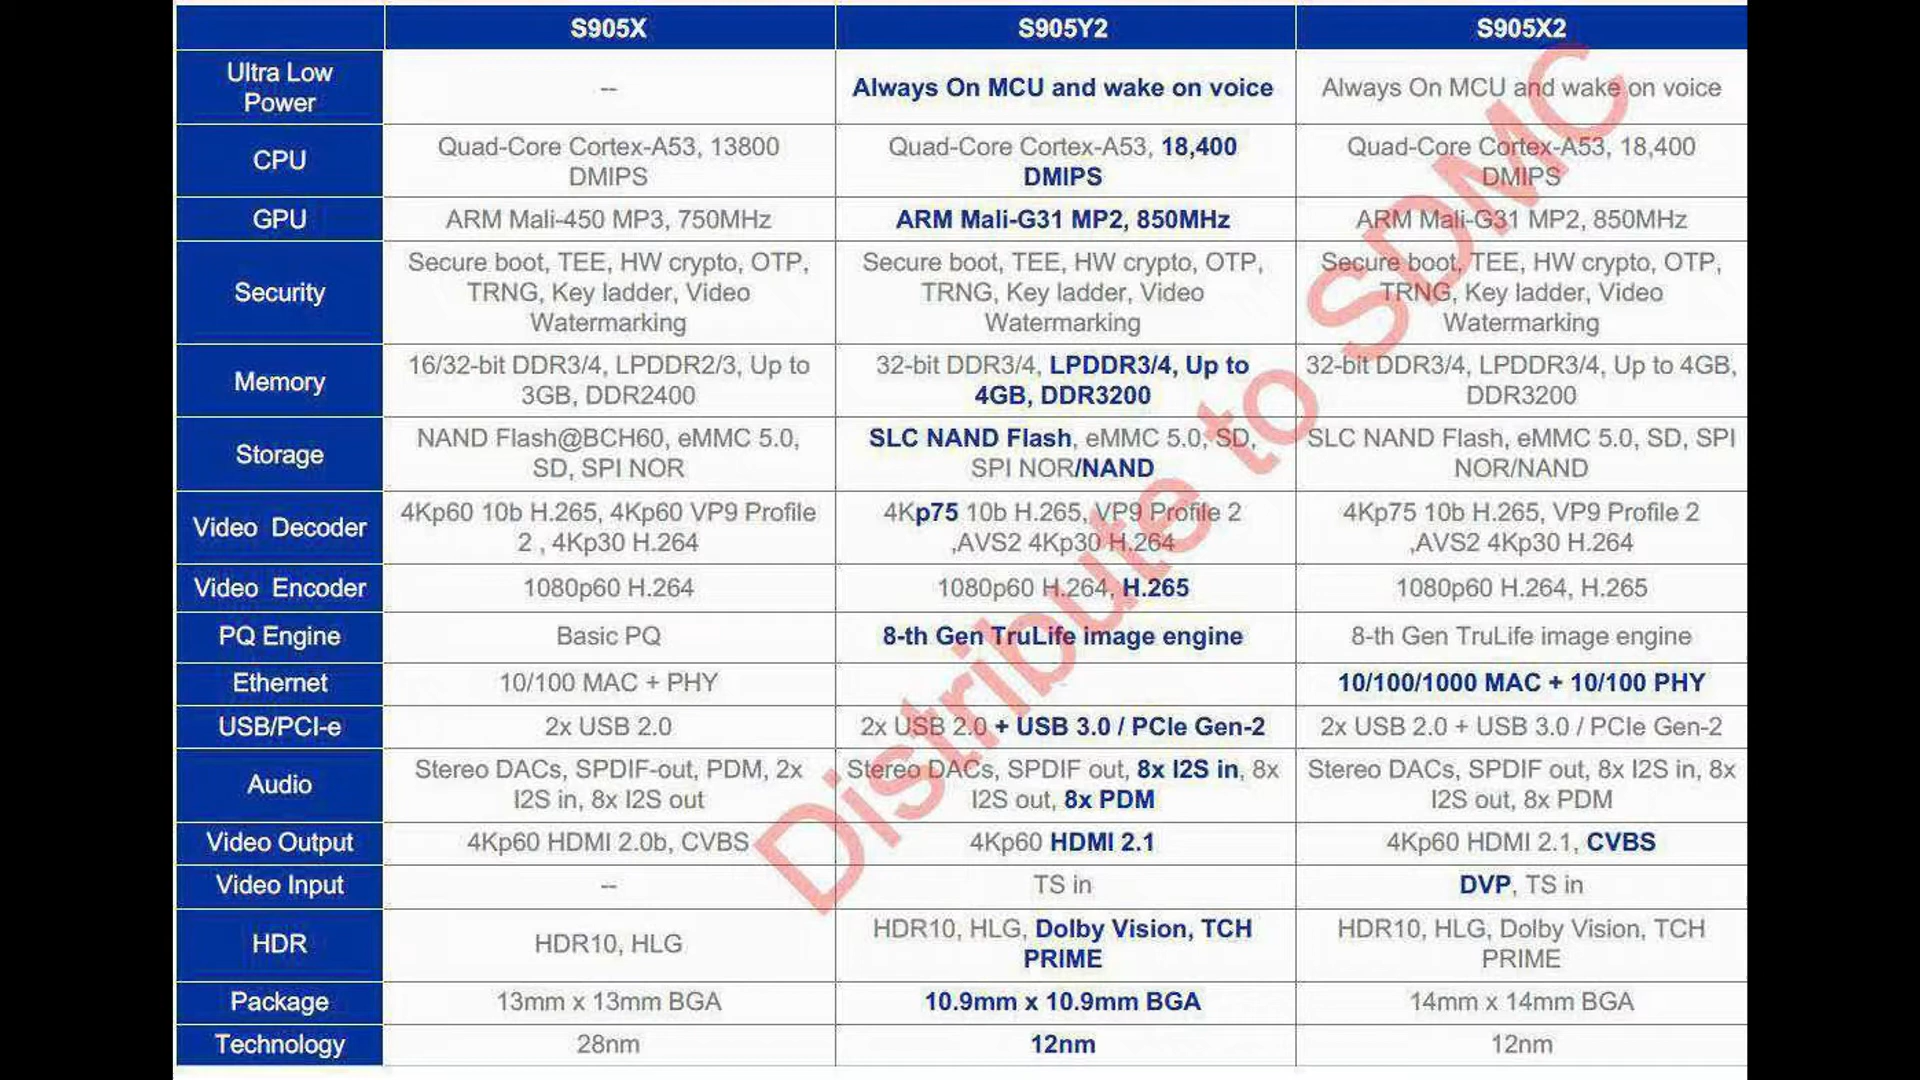 S905X S905Y2 S905X2
Ultra Low
Power
--
Always On MCU and wake on voice
Always On MCU and wake on voice
CPU
Quad-Core Cortex-A53, 13800
DMIPS
Quad-Core Cortex-A53, 18,400
DMIPS
Quad-Core Cortex-A53, 18,400
DMIPS
GPU
ARM Mali-450 MP3, 750MHz
ARM Mali-G31 MP2, 850MHz
ARM Mali-G31 MP2, 850MHz
Security
Secure boot, TEE, HW crypto, OTP,
TRNG, Key ladder, Video
Watermarking
Secure boot, TEE, HW crypto, OTP,
TRNG, Key ladder, Video
Watermarking
Secure boot, TEE, HW crypto, OTP,
TRNG, Key ladder, Video
Watermarking
Memory
16/32-bit DDR3/4, LPDDR2/3, Up to
3GB, DDR2400
32-bit DDR3/4, LPDDR3/4, Up to
4GB, DDR3200
32-bit DDR3/4, LPDDR3/4, Up to 4GB,
DDR3200
Storage
NAND Flash@BCH60, eMMC 5.0,
SD, SPI NOR
SLC NAND Flash, eMMC 5.0, SD,
SPI NOR/NAND
SLC NAND Flash, eMMC 5.0, SD, SPI
NOR/NAND
Video Decoder
4Kp60 10b H.265, 4Kp60 VP9 Profile
2 , 4Kp30 H.264
4Kp75 10b H.265, VP9 Profile 2
,AVS2 4Kp30 H.264
4Kp75 10b H.265, VP9 Profile 2
,AVS2 4Kp30 H.264
Video Encoder
1080p60 H.264
1080p60 H.264, H.265
1080p60 H.264, H.265
PQ Engine
Basic PQ
8-th Gen TruLife image engine
8-th Gen TruLife image engine
Ethernet
10/100 MAC + PHY
10/100/1000 MAC + 10/100 PHY
USB/PCI-e
2x USB 2.0
2x USB 2.0 + USB 3.0 / PCIe Gen-2
2x USB 2.0 + USB 3.0 / PCIe Gen-2
Audio
Stereo DACs, SPDIF-out, PDM, 2x
I2S in, 8x I2S out
Stereo DACs, SPDIF out, 8x I2S in, 8x
I2S out, 8x PDM
Stereo DACs, SPDIF out, 8x I2S in, 8x
I2S out, 8x PDM
Video Output
4Kp60 HDMI 2.0b, CVBS
4Kp60 HDMI 2.1
4Kp60 HDMI 2.1, CVBS
Video Input
--
TS in
DVP, TS in
HDR
HDR10, HLG
HDR10, HLG, Dolby Vision, TCH
PRIME
HDR10, HLG, Dolby Vision, TCH
PRIME
Package
13mm x 13mm BGA
10.9mm x 10.9mm BGA
14mm x 14mm BGA
Technology
28nm
12nm
12nm
Distribute to SDMC